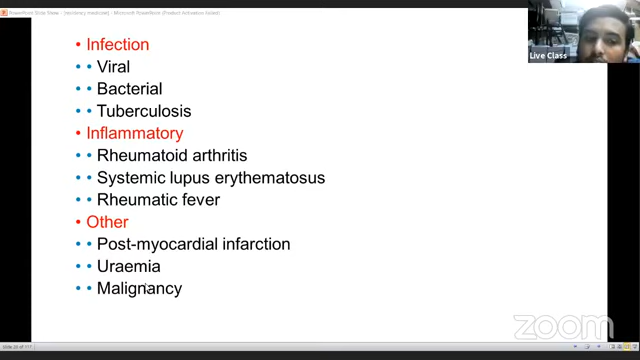 PowerPoint Slide Show - [resilency medicine] - Microsoft PowerPoint (Product Activation Failed)
Live Class
• Infection
• • Viral
• • Bacterial
• • Tuberculosis
• Inflammatory
• • Rheumatoid arthritis
• • Systemic lupus erythematosus
• • Rheumatic fever
• Other
• • Post-myocardial infarction
• • Uraemia
• • Malignancy
zoom